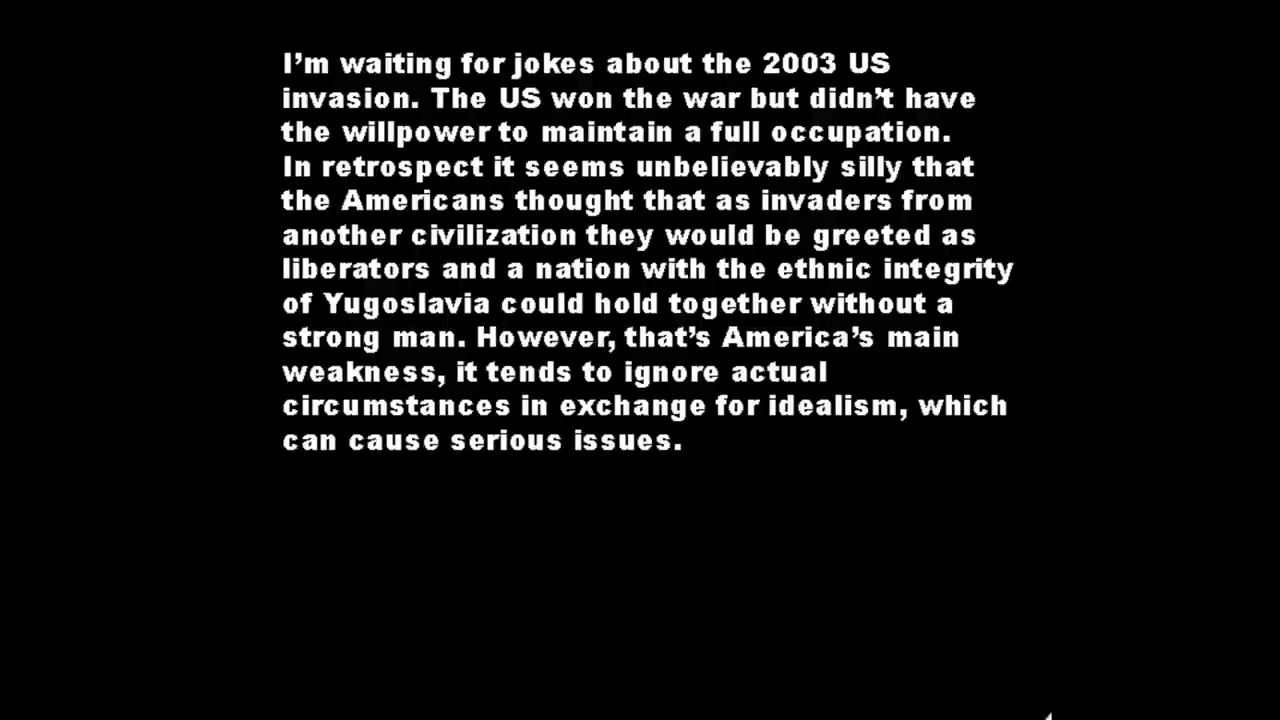 I’m waiting for jokes about the 2003 US
invasion. The US won the war but didn’t have
the willpower to maintain a full occupation.
In retrospect it seems unbelievably silly that
the Americans thought that as invaders from
another civilization they would be greeted as
liberators and a nation with the ethnic integrity
of Yugoslavia could hold together without a
strong man. However, that’s America’s main
weakness, it tends to ignore actual
circumstances in exchange for idealism, which
can cause serious issues.